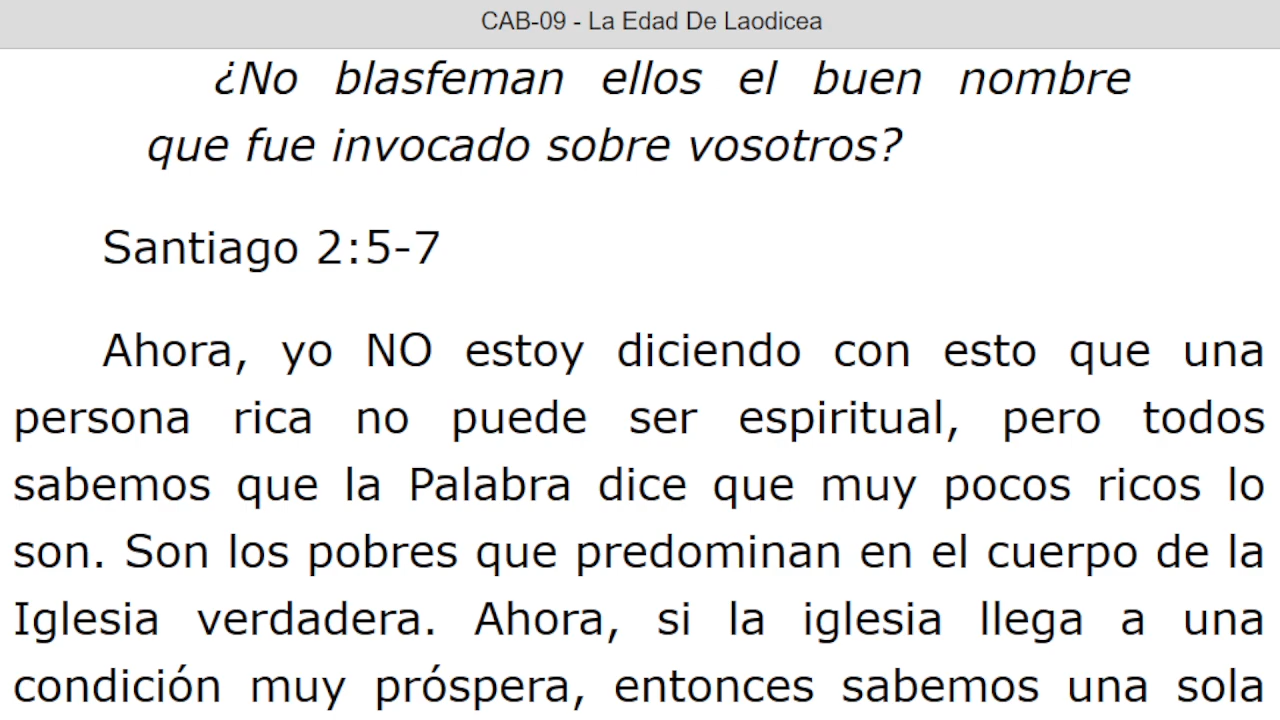 CAB-09 - La Edad De Laodicea
¿No blasfeman ellos el buen nombre
que fue invocado sobre vosotros?
Santiago 2:5-7
Ahora, yo NO estoy diciendo con esto que una
persona rica no puede ser espiritual, pero todos
sabemos que la Palabra dice que muy pocos ricos lo
son. Son los pobres que predominan en el cuerpo de la
Iglesia verdadera. Ahora, si la iglesia llega a una
condición muy próspera, entonces sabemos una sola